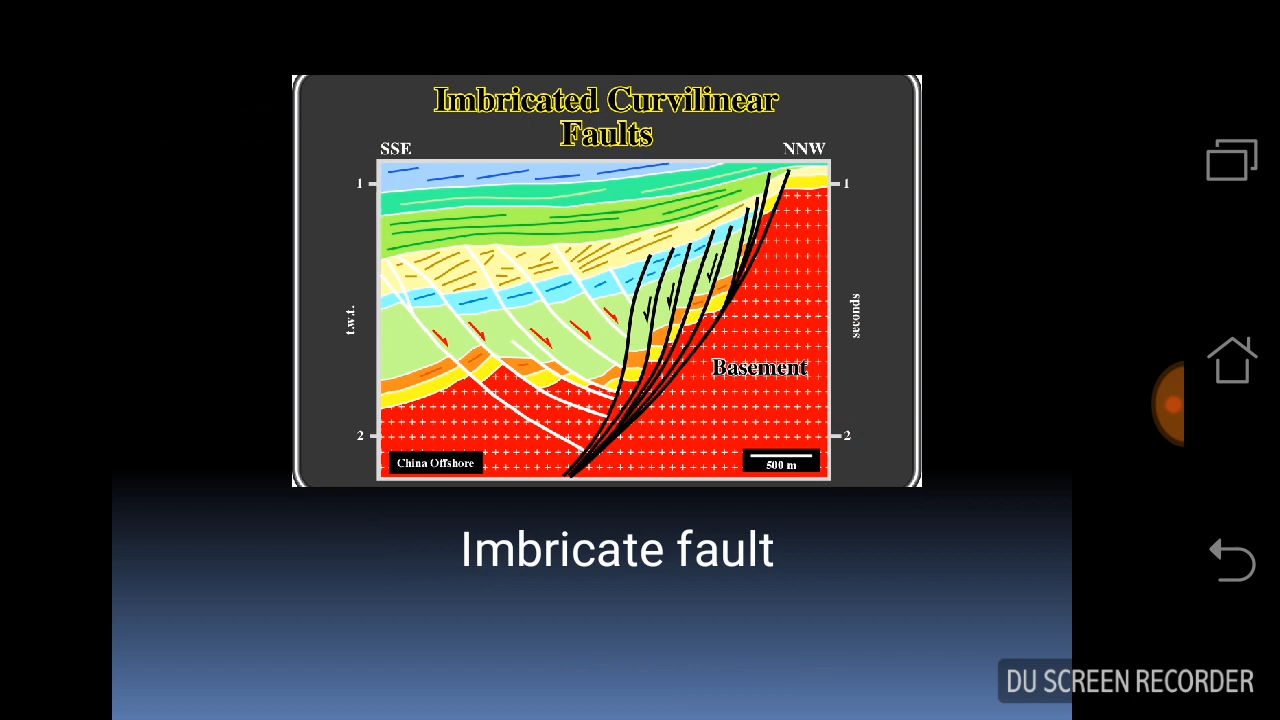 Imbricated Curvilinear
Faults
SSE
NNW
1
1
t.w.t.
seconds
Basement
2
2
China Offshore
500 m
Imbricate fault
DU SCREEN RECORDER